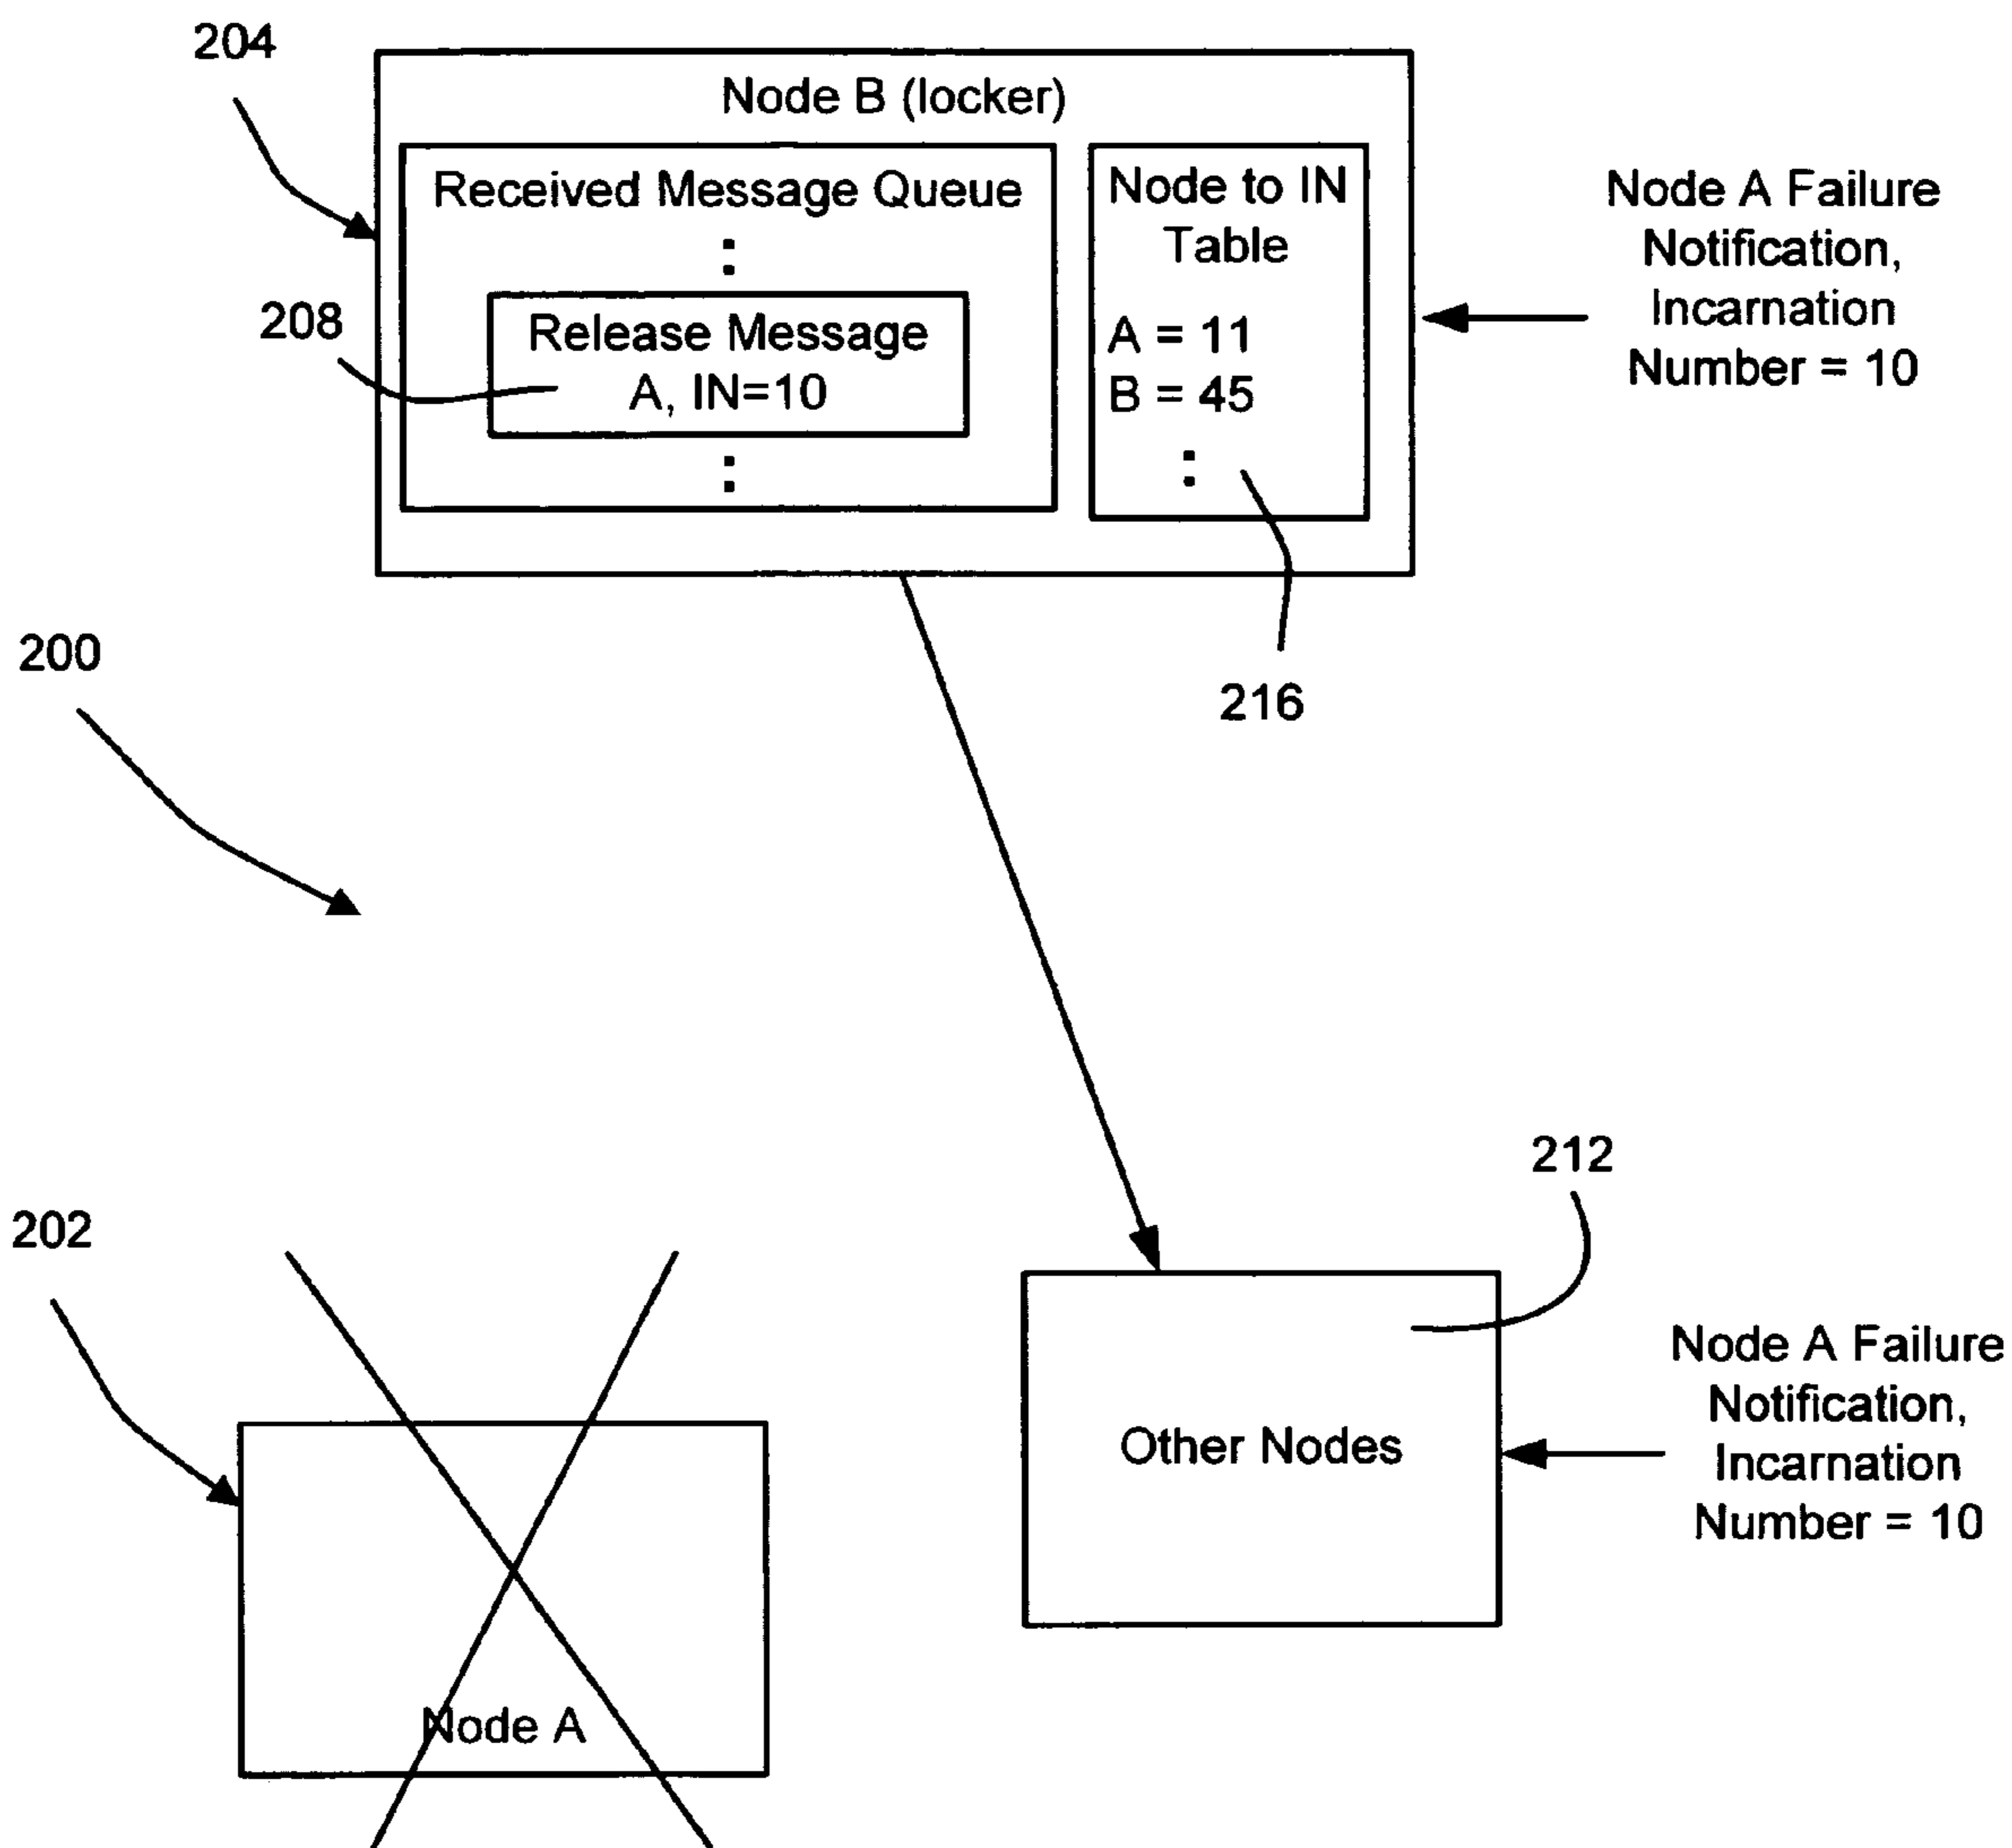 204
Node B (locker)
Received Message Queue
:
208
Release Message
A, IN=10
:
Node to IN
Table
A = 11
B = 45
:
216
Node A Failure
Notification,
Incarnation
Number = 10
200
202
Node A
212
Other Nodes
Node A Failure
Notification,
Incarnation
Number = 10